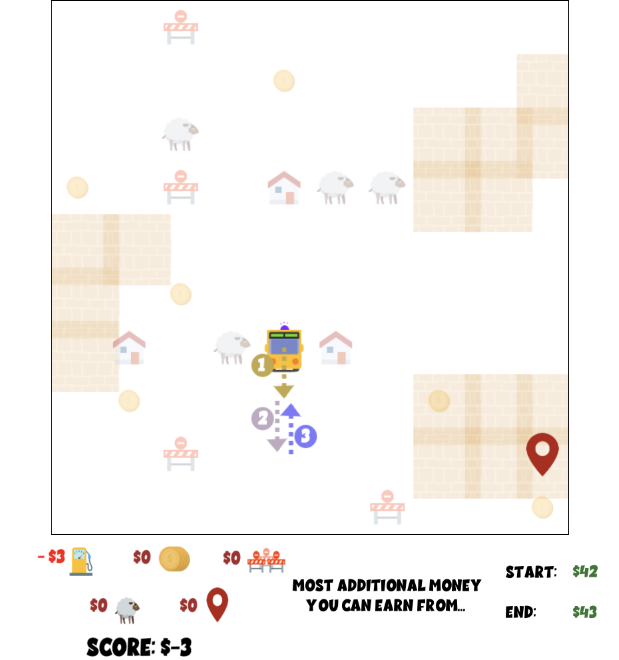 1
2
3
- $3 $0 $0
$0 $0
SCORE: $-3
MOST ADDITIONAL MONEY
YOU CAN EARN FROM...
START: $42
END: $43